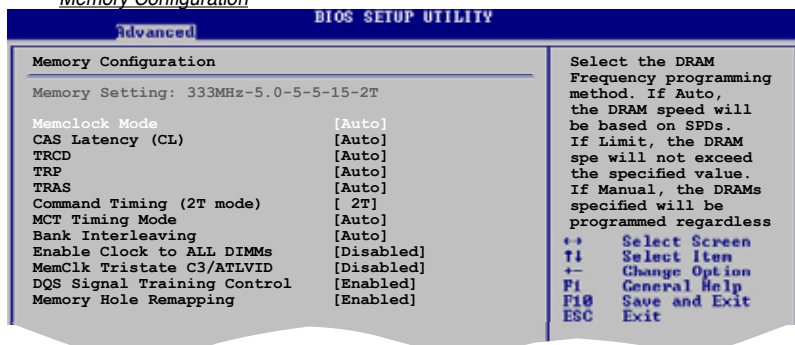 Memory Configuration
BIOS SETUP UTILITY
Advanced
Memory Configuration
Memory Setting: 333MHz-5.0-5-5-15-2T
Memclock Mode [Auto]
CAS Latency (CL) [Auto]
TRCD [Auto]
TRP [Auto]
TRAS [Auto]
Command Timing (2T mode) [ 2T]
MCT Timing Mode [Auto]
Bank Interleaving [Auto]
Enable Clock to ALL DIMMs [Disabled]
MemClk Tristate C3/ATLVID [Disabled]
DQS Signal Training Control [Enabled]
Memory Hole Remapping [Enabled]
Select the DRAM
Frequency programming
method. If Auto,
the DRAM speed will
be based on SPDs.
If Limit, the DRAM
spe will not exceed
the specified value.
If Manual, the DRAMs
specified will be
programmed regardless
↔ Select Screen
↑↓ Select Item
+- Change Option
F1 General Help
F10 Save and Exit
ESC Exit